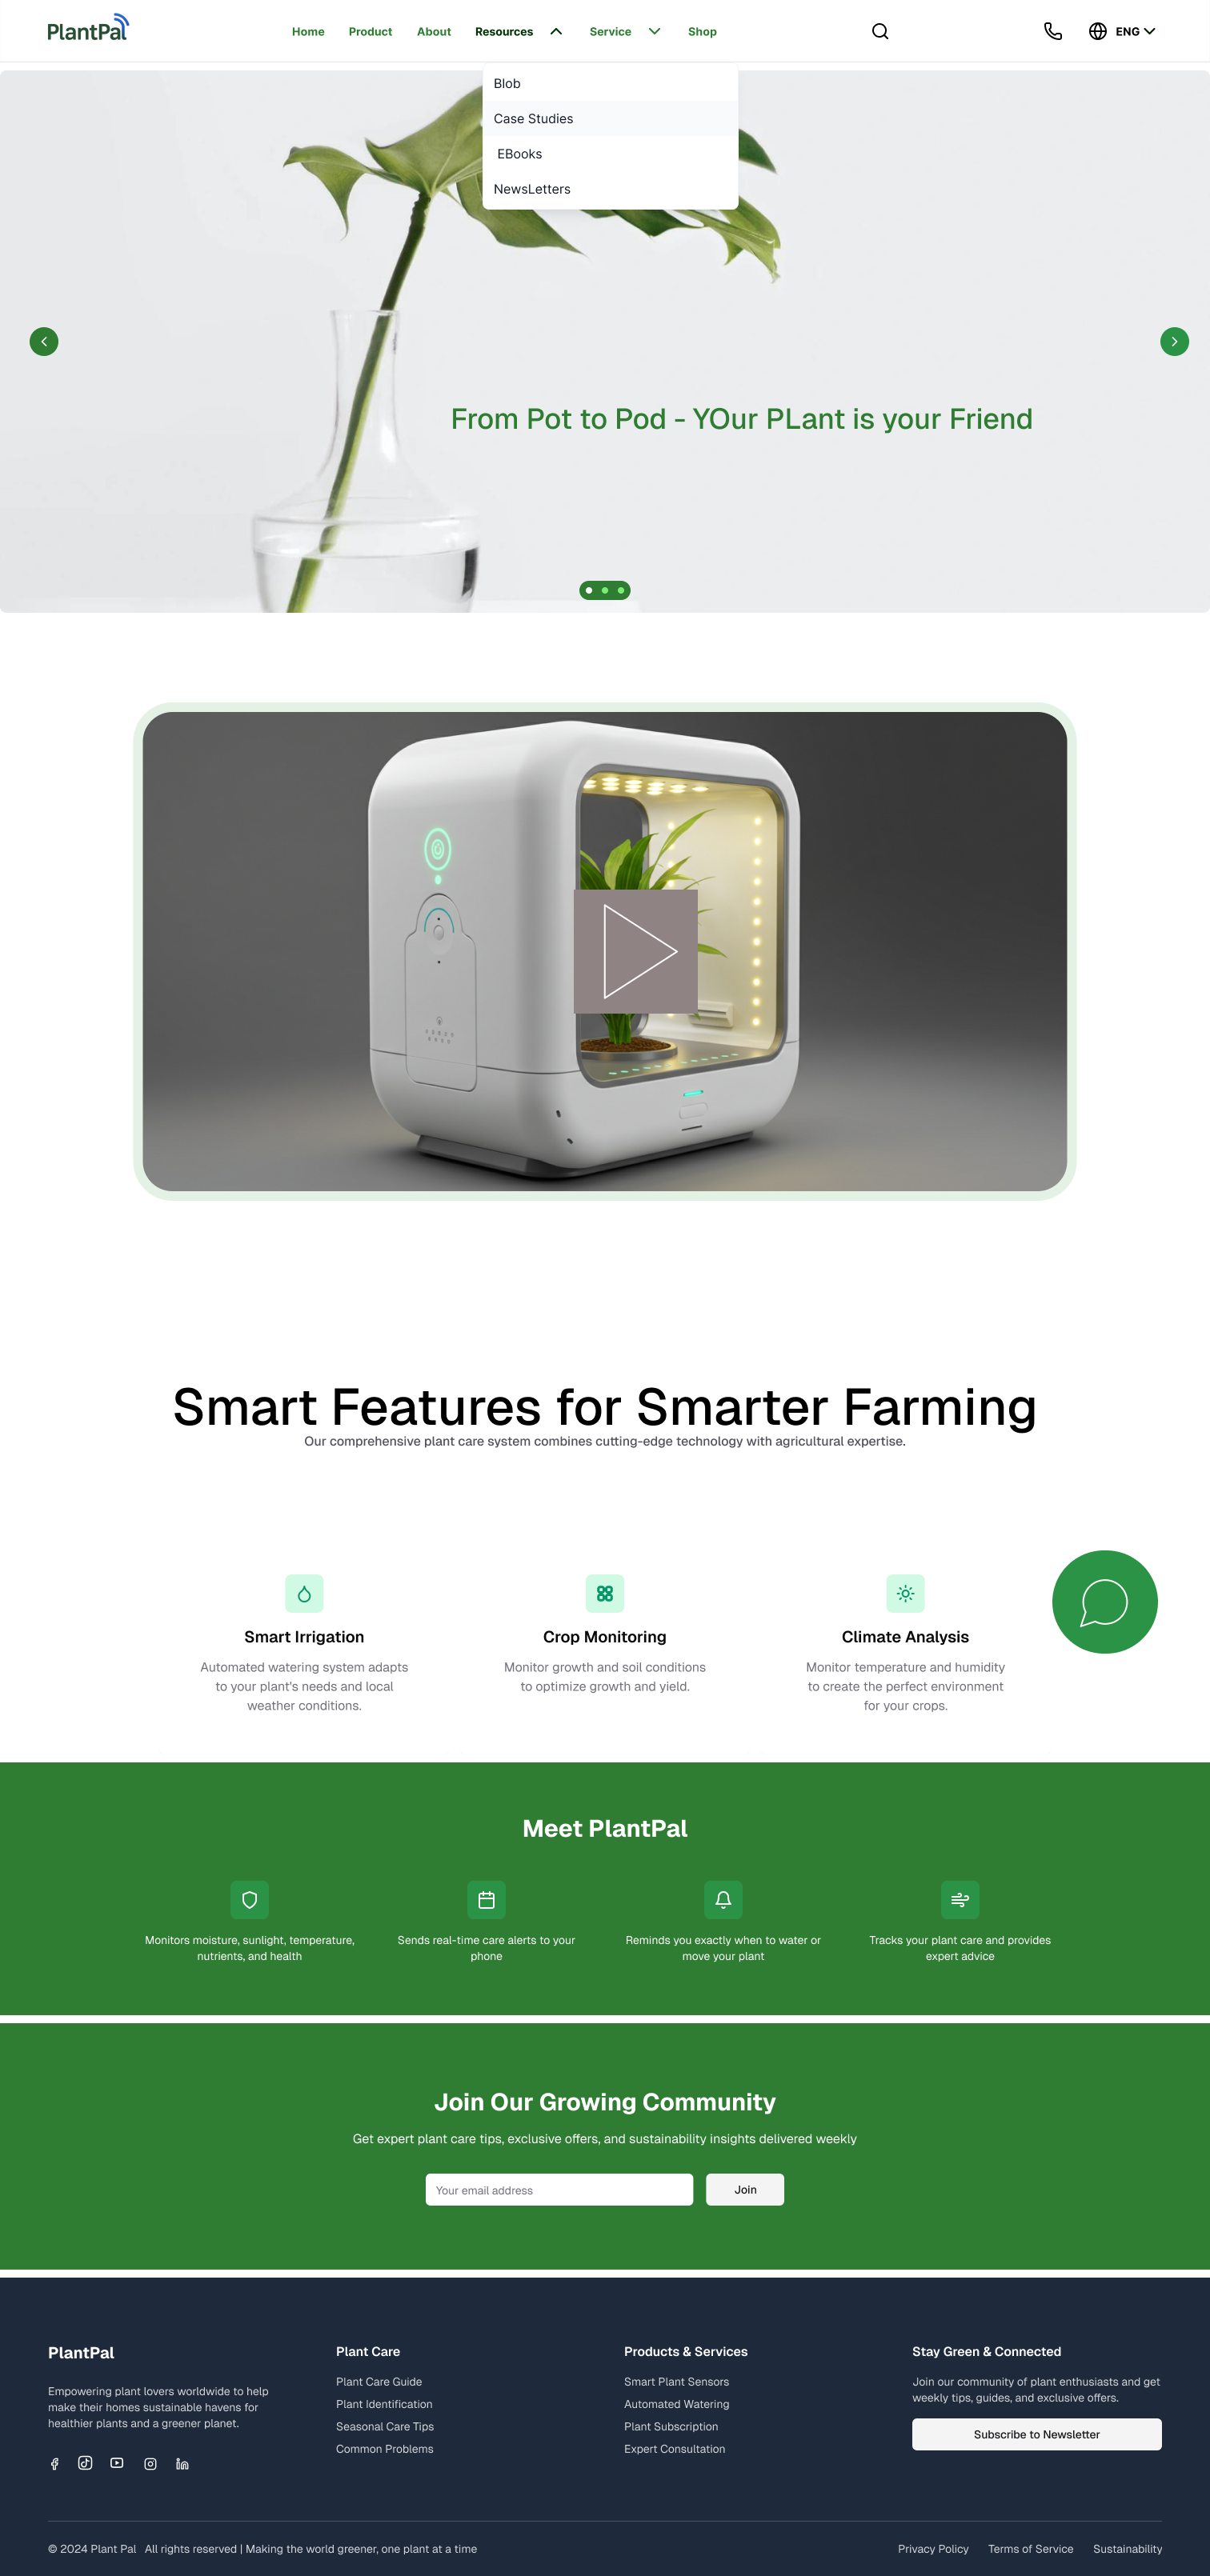 PlantPal
Home Product About Resources Service Shop
ENG
Blob
Case Studies
EBooks
NewsLetters
From Pot to Pod - YOur PLant is your Friend
Smart Features for Smarter Farming
Our comprehensive plant care system combines cutting-edge technology with agricultural expertise.
Smart Irrigation
Automated watering system adapts
to your plant's needs and local
weather conditions.
Crop Monitoring
Monitor growth and soil conditions
to optimize growth and yield.
Climate Analysis
Monitor temperature and humidity
to create the perfect environment
for your crops.
Meet PlantPal
Monitors moisture, sunlight, temperature,
nutrients, and health
Sends real-time care alerts to your
phone
Reminds you exactly when to water or
move your plant
Tracks your plant care and provides
expert advice
Join Our Growing Community
Get expert plant care tips, exclusive offers, and sustainability insights delivered weekly
Your email address
Join
PlantPal
Empowering plant lovers worldwide to help
make their homes sustainable havens for
healthier plants and a greener planet.
Plant Care
Plant Care Guide
Plant Identification
Seasonal Care Tips
Common Problems
Products & Services
Smart Plant Sensors
Automated Watering
Plant Subscription
Expert Consultation
Stay Green & Connected
Join our community of plant enthusiasts and get
weekly tips, guides, and exclusive offers.
Subscribe to Newsletter
© 2024 Plant Pal All rights reserved | Making the world greener, one plant at a time
Privacy Policy Terms of Service Sustainability